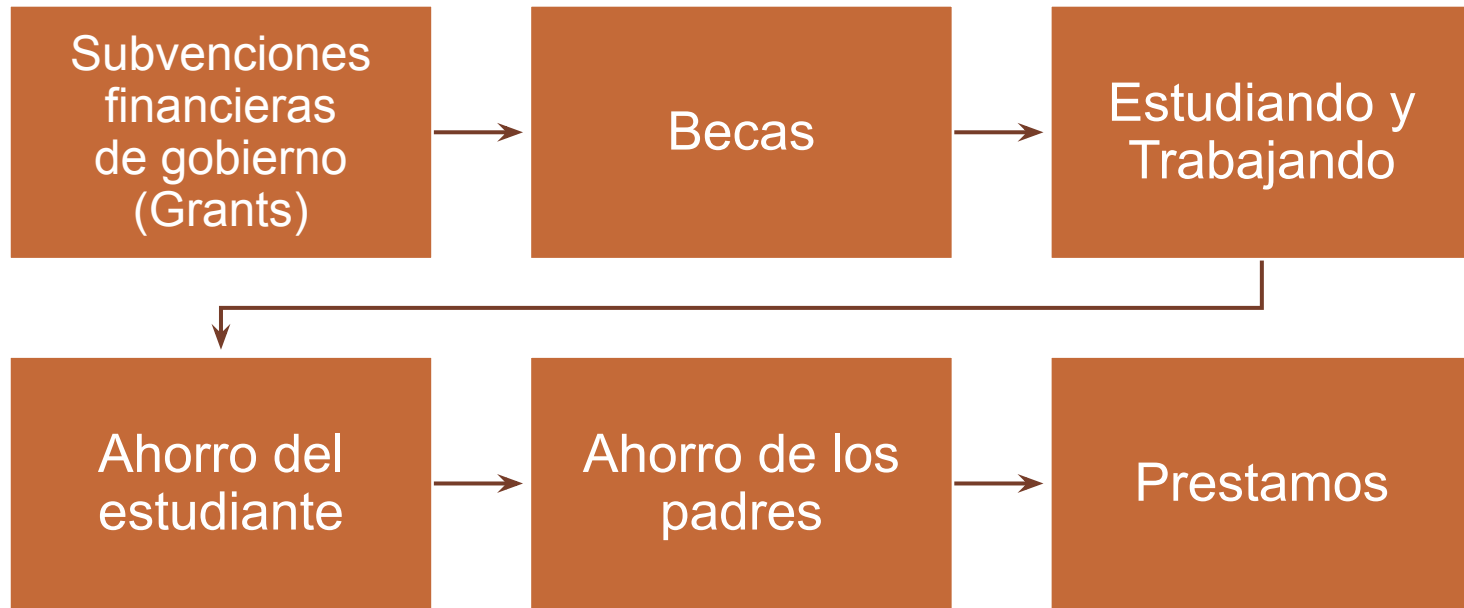 Subvenciones
financieras
de gobierno
(Grants)
Becas
Estudiando y
Trabajando
Ahorro del
estudiante
Ahorro de los
padres
Prestamos